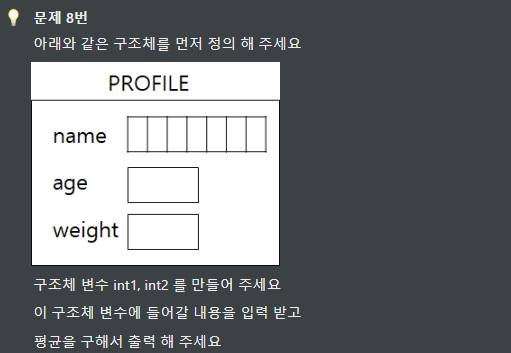 문제 8번
아래와 같은 구조체를 먼저 정의 해 주세요
PROFILE
name
age
weight
구조체 변수 int1, int2 를 만들어 주세요
이 구조체 변수에 들어갈 내용을 입력 받고
평균을 구해서 출력 해 주세요